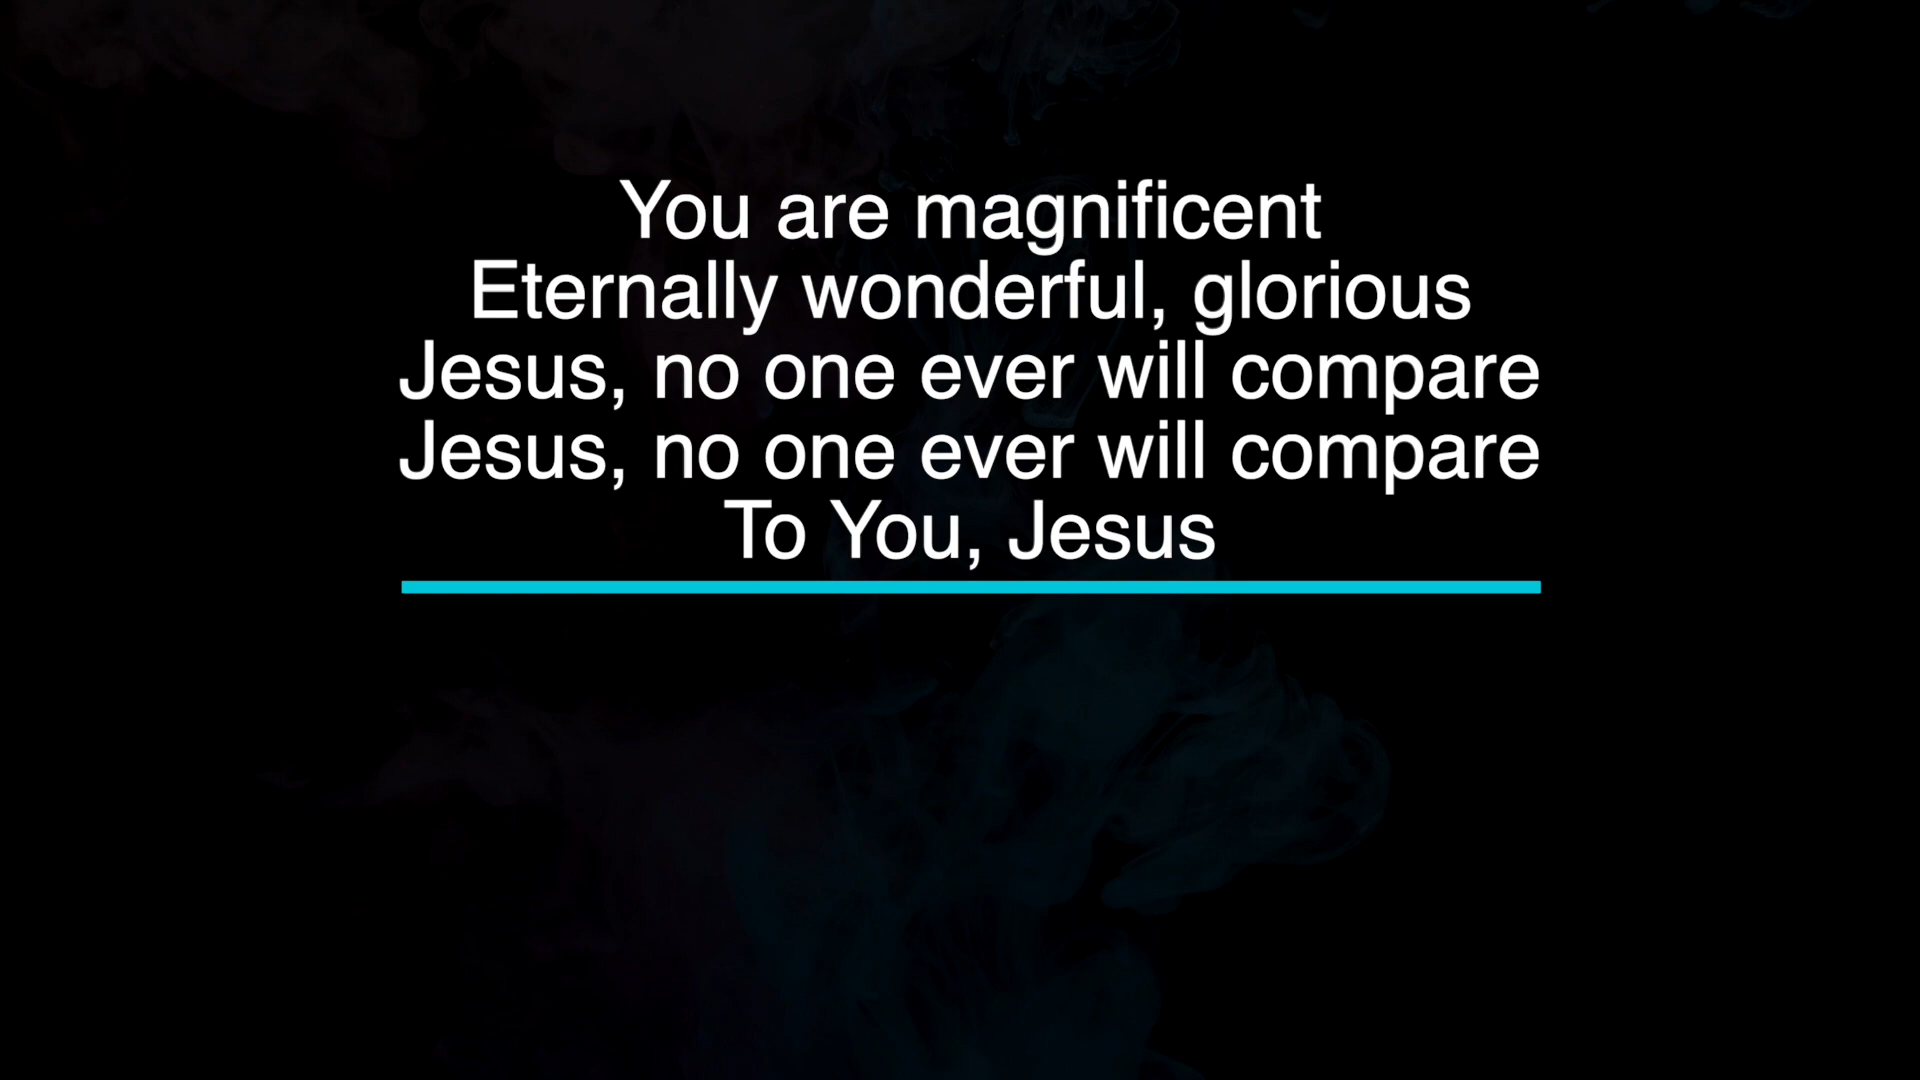 You are magnificent
Eternally wonderful, glorious
Jesus, no one ever will compare
Jesus, no one ever will compare
To You, Jesus